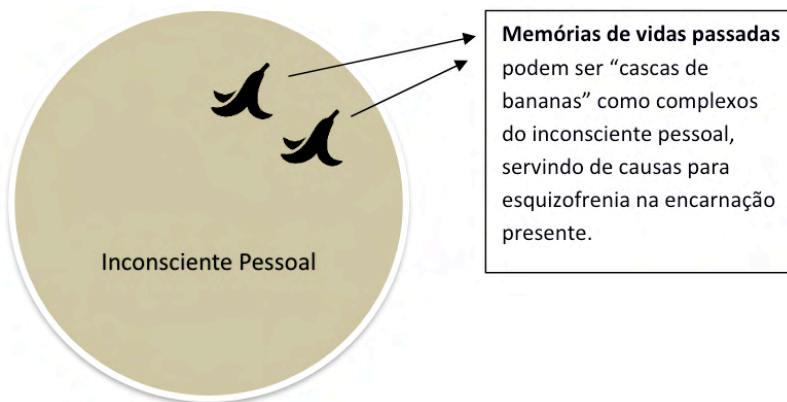 Memórias de vidas passadas
podem ser “cascas de
bananas” como complexos
do inconsciente pessoal,
servindo de causas para
esquizofrenia na encarnação
presente.
Inconsciente Pessoal